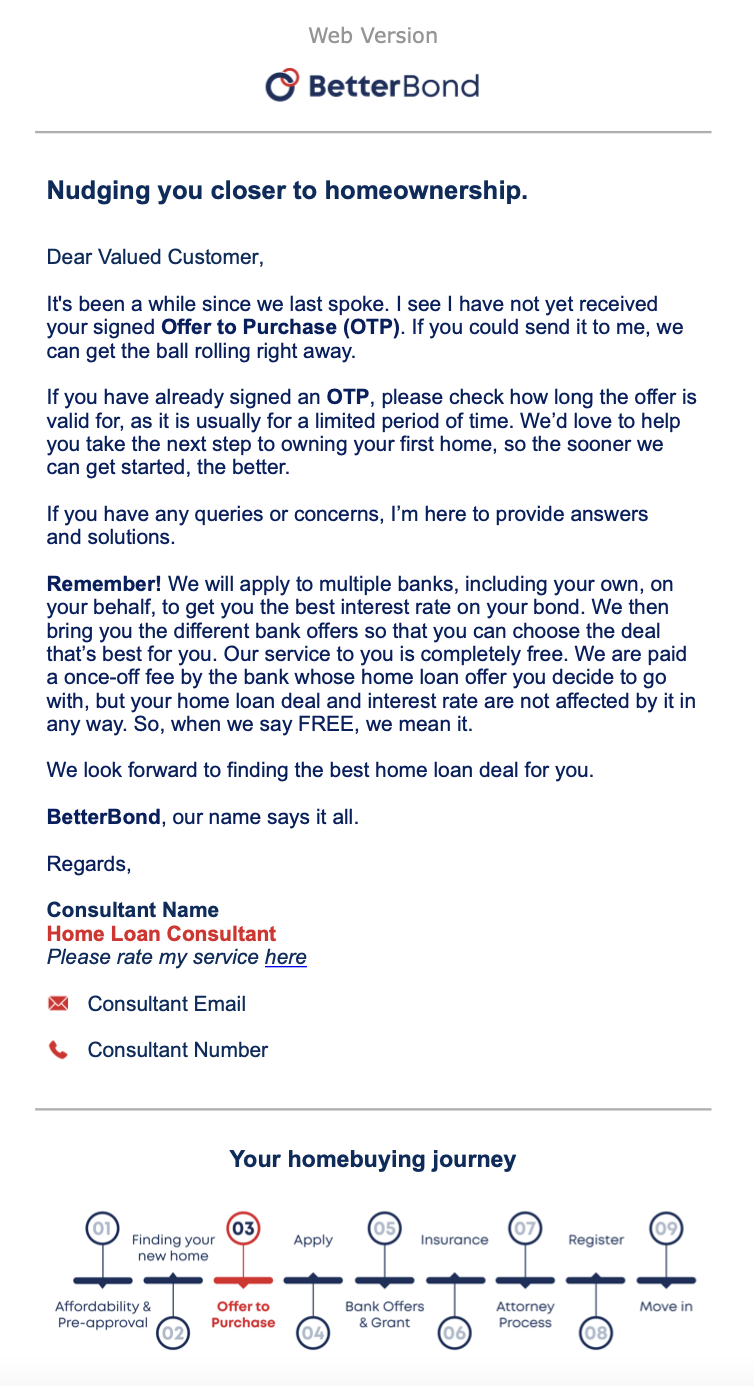 Web Version
BetterBond
Nudging you closer to homeownership.
Dear Valued Customer,
It's been a while since we last spoke. I see I have not yet received
your signed Offer to Purchase (OTP). If you could send it to me, we
can get the ball rolling right away.
If you have already signed an OTP, please check how long the offer is
valid for, as it is usually for a limited period of time. We’d love to help
you take the next step to owning your first home, so the sooner we
can get started, the better.
If you have any queries or concerns, I’m here to provide answers
and solutions.
Remember! We will apply to multiple banks, including your own, on
your behalf, to get you the best interest rate on your bond. We then
bring you the different bank offers so that you can choose the deal
that’s best for you. Our service to you is completely free. We are paid
a once-off fee by the bank whose home loan offer you decide to go
with, but your home loan deal and interest rate are not affected by it in
any way. So, when we say FREE, we mean it.
We look forward to finding the best home loan deal for you.
BetterBond, our name says it all.
Regards,
Consultant Name
Home Loan Consultant
Please rate my service here
Consultant Email
Consultant Number
Your homebuying journey
01
Affordability &
Pre-approval
Finding your
new home
02
03
Offer to
Purchase
Apply
04
05
Bank Offers
& Grant
Insurance
06
07
Attorney
Process
Register
08
09
Move in